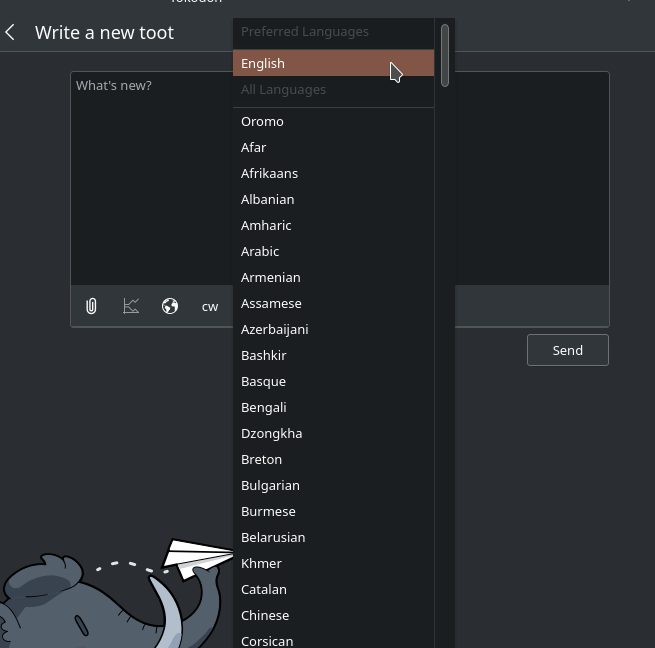 Tokodon
Write a new toot
Preferred Languages
English
All Languages
What's new?
Oromo
Afar
Afrikaans
Albanian
Amharic
Arabic
Armenian
Assamese
cw
Azerbaijani
Send
Bashkir
Basque
Bengali
Dzongkha
Breton
Bulgarian
Burmese
Belarusian
Khmer
Catalan
Chinese
Corsican